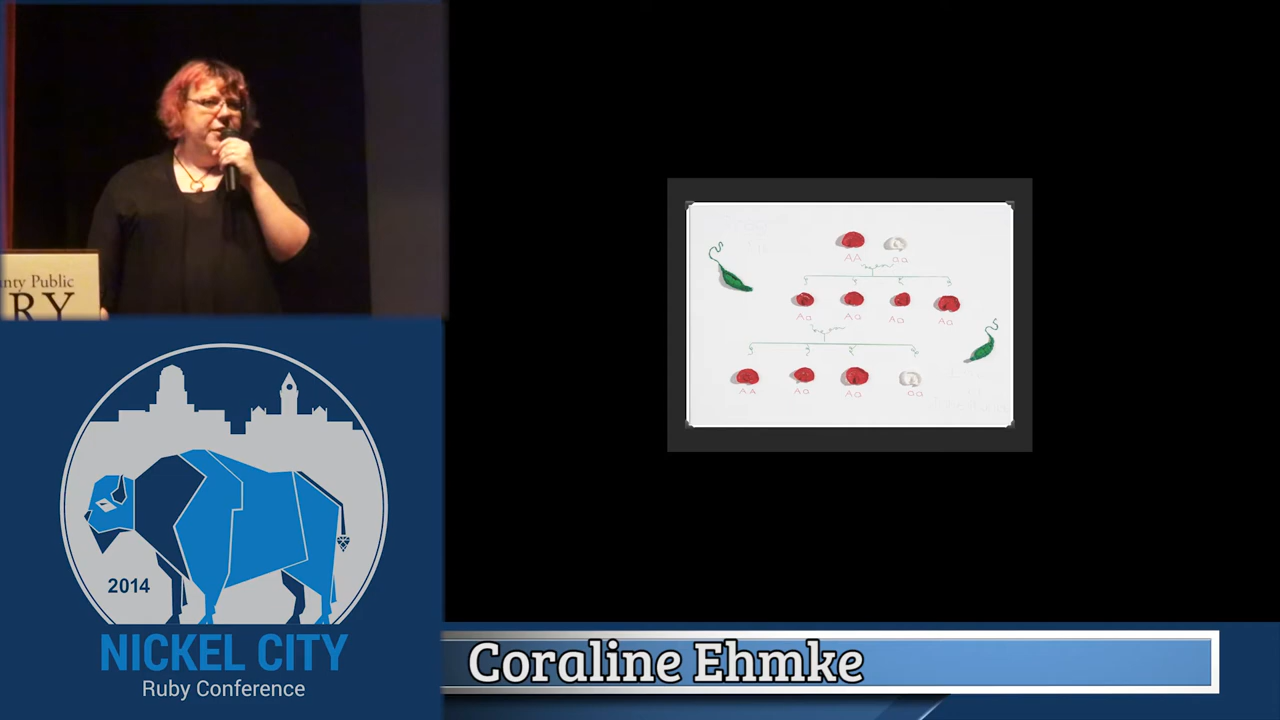 nty Public
RY
AA aa
Aa Aa Aa Aa
AA Aa Aa aa
2014
NICKEL CITY
Ruby Conference
Coraline Ehmke